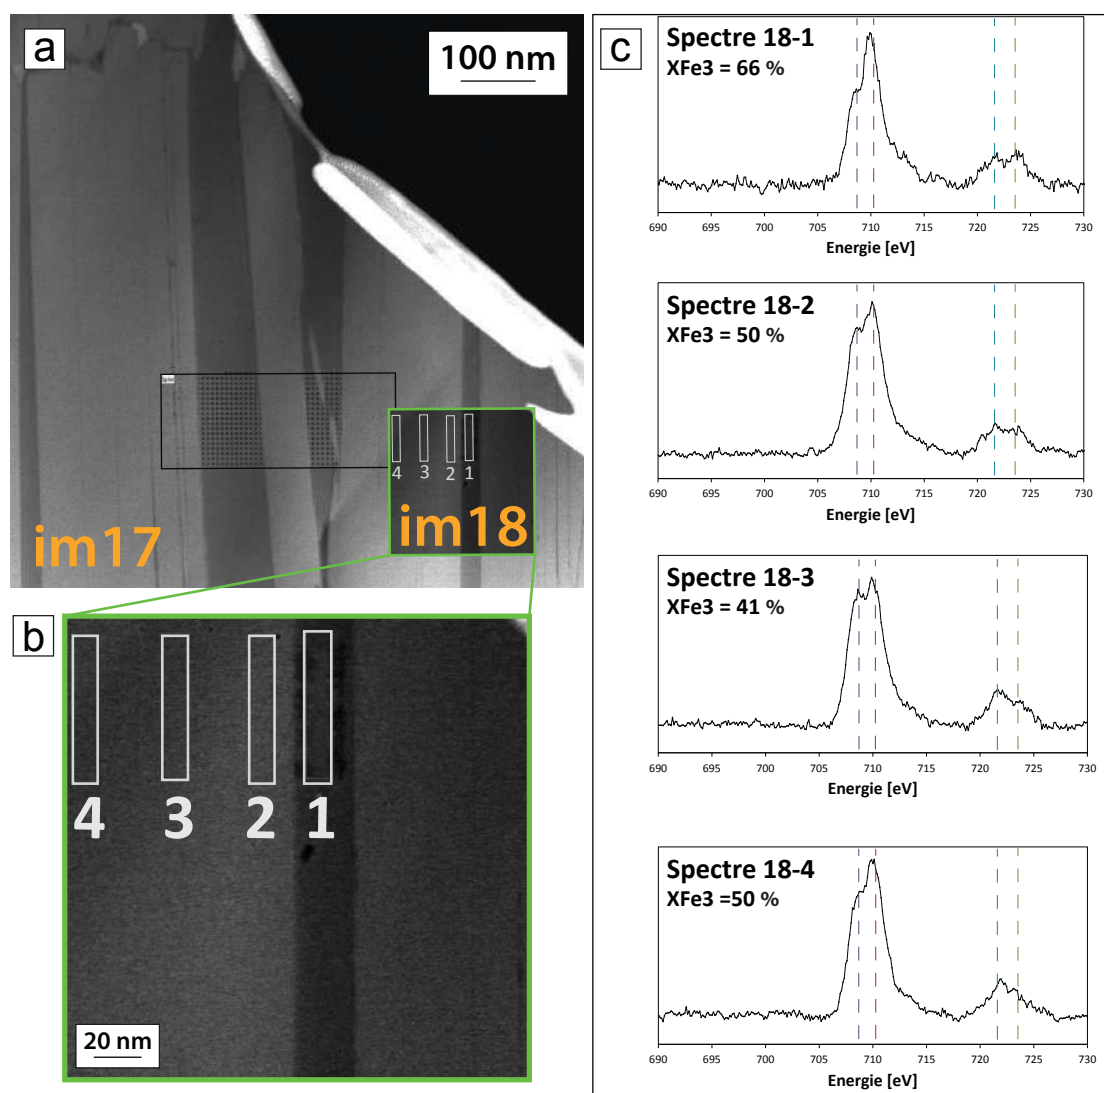 a
100 nm
4 3 2 1
im17
im18
b
4 3 2 1
20 nm
c
Spectre 18-1
XFe3 = 66 %
690 695 700 705 710 715 720 725 730
Energie [eV]
Spectre 18-2
XFe3 = 50 %
690 695 700 705 710 715 720 725 730
Energie [eV]
Spectre 18-3
XFe3 = 41 %
690 695 700 705 710 715 720 725 730
Energie [eV]
Spectre 18-4
XFe3 =50 %
690 695 700 705 710 715 720 725 730
Energie [eV]